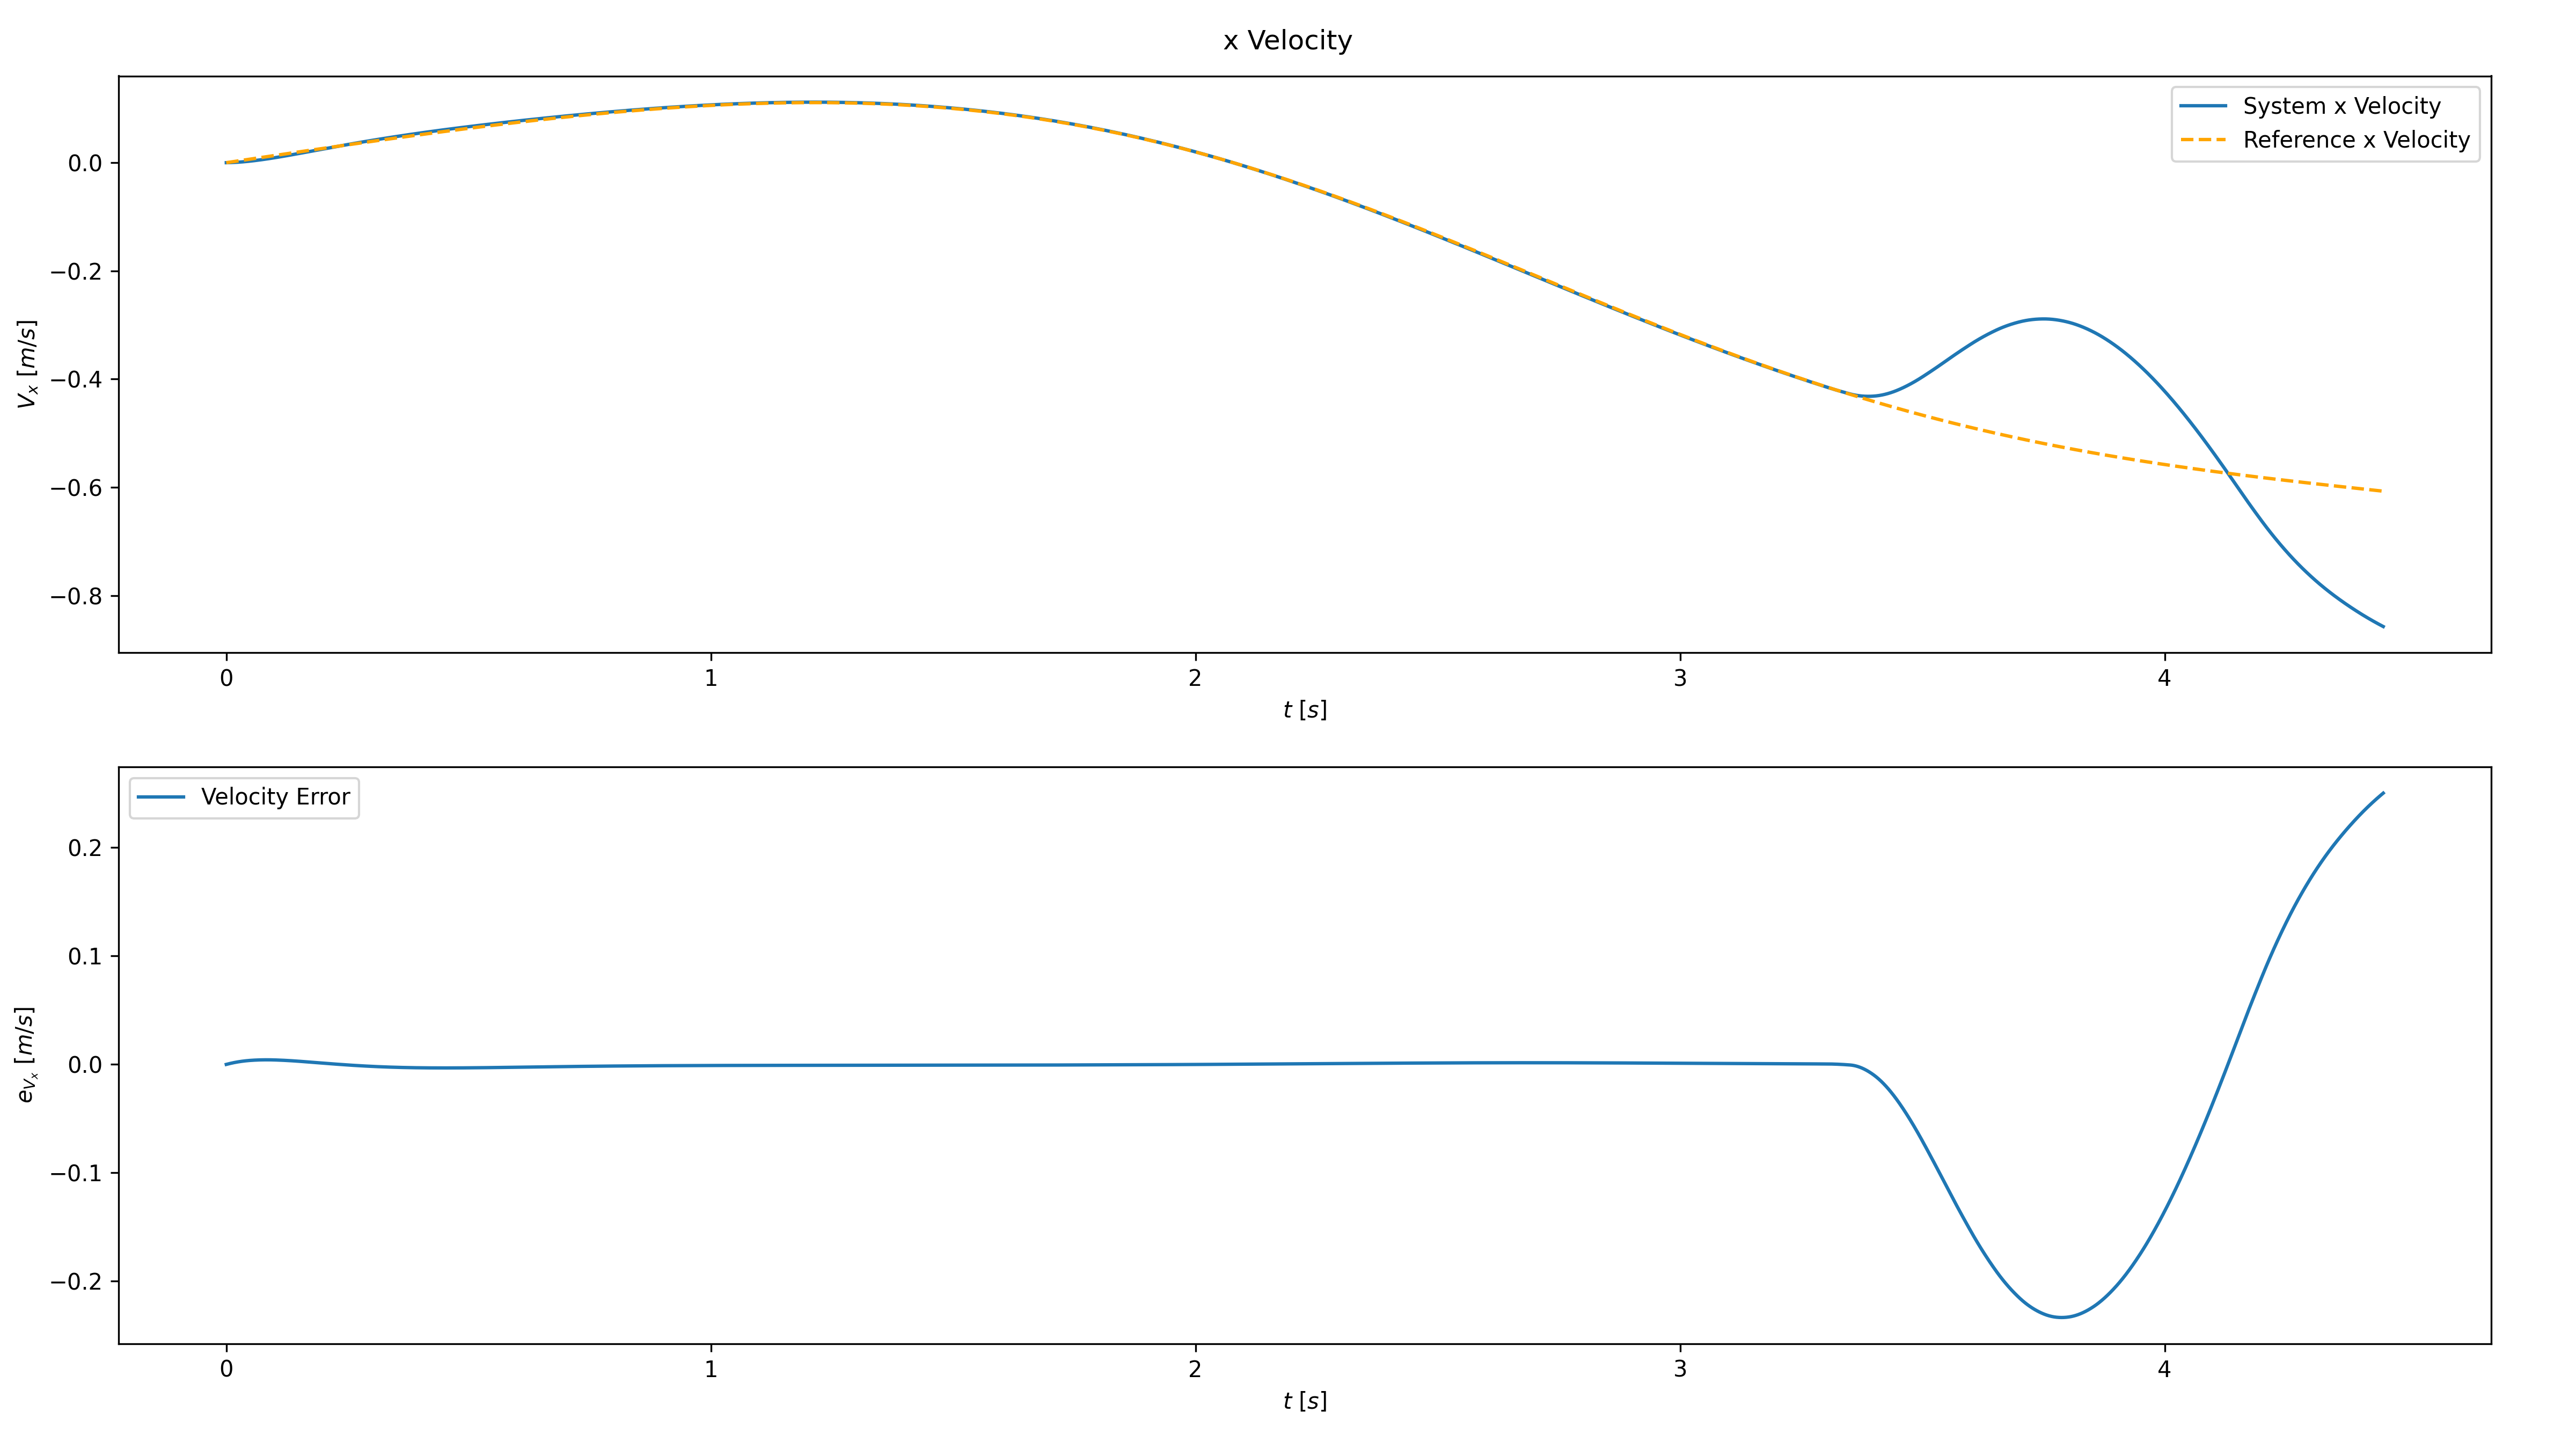 x Velocity
System x Velocity
Reference x Velocity
0.0
−0.2
−0.4
−0.6
−0.8
V_x [m/s]
0 1 2 3 4
t [s]
Velocity Error
0.2
0.1
0.0
−0.1
−0.2
e_{V_x} [m/s]
0 1 2 3 4
t [s]